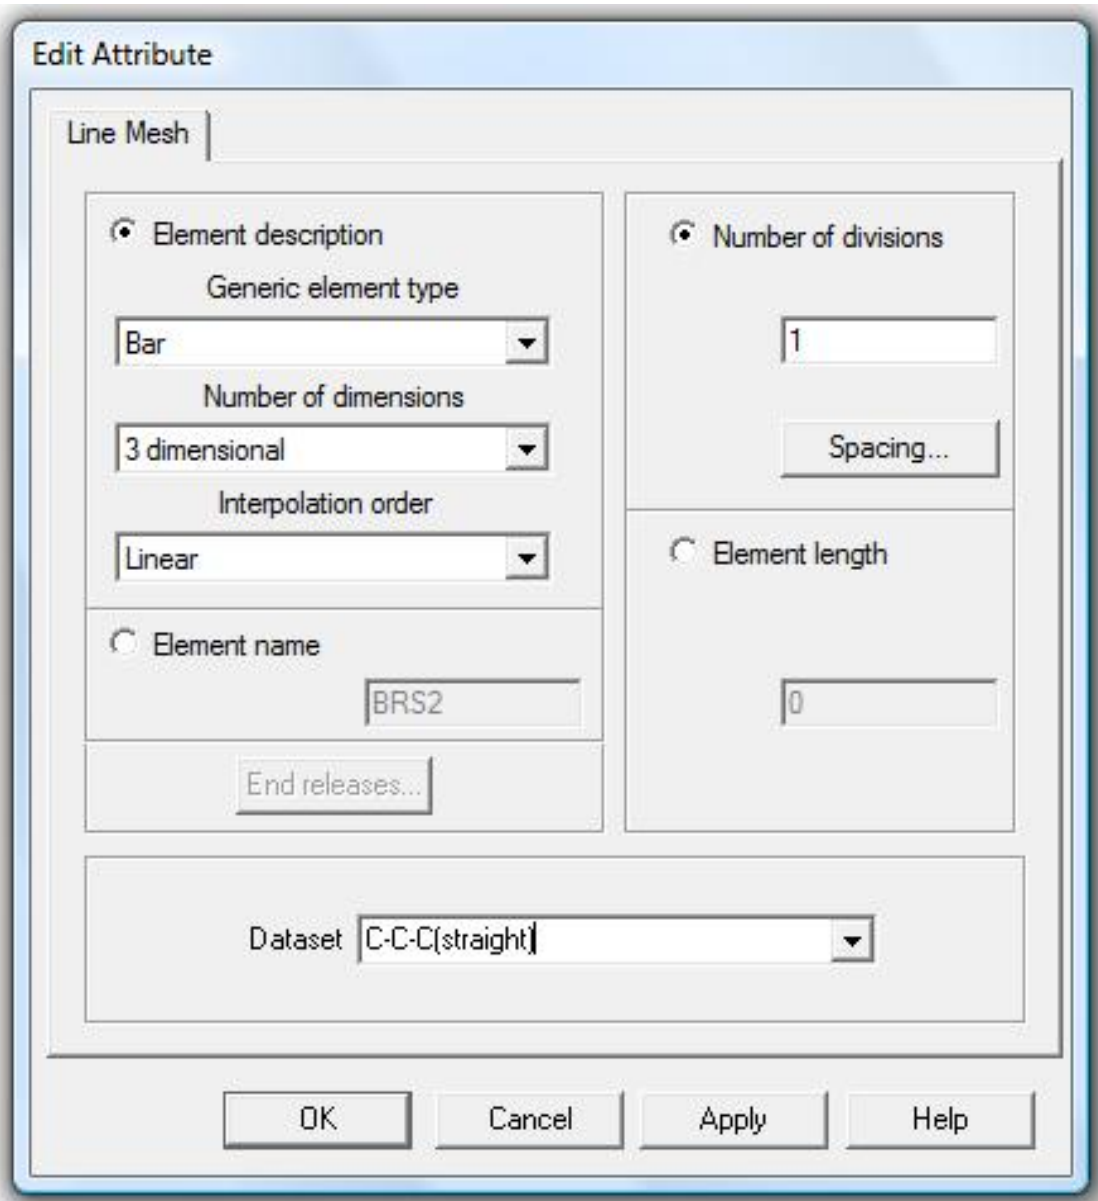 Edit Attribute
Line Mesh
Element description
Generic element type
Bar
Number of dimensions
3 dimensional
Interpolation order
Linear
Element name
BRS2
End releases...
Number of divisions
1
Spacing...
Element length
0
Dataset C-C-C(straight)
OK Cancel Apply Help